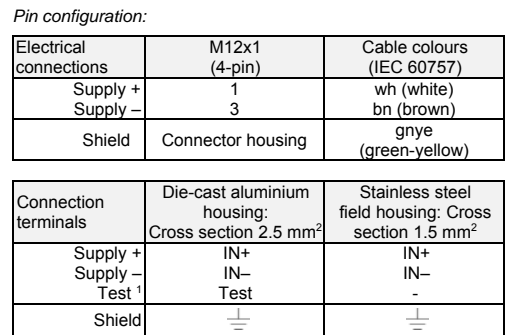 Pin configuration:
Electrical connections M12x1 (4-pin) Cable colours (IEC 60757)
Supply + 1 wh (white)
Supply – 3 bn (brown)
Shield Connector housing gnye (green-yellow)
Connection terminals Die-cast aluminium housing: Cross section 2.5 mm² Stainless steel field housing: Cross section 1.5 mm²
Supply + IN+ IN+
Supply – IN– IN–
Test ¹ Test -
Shield